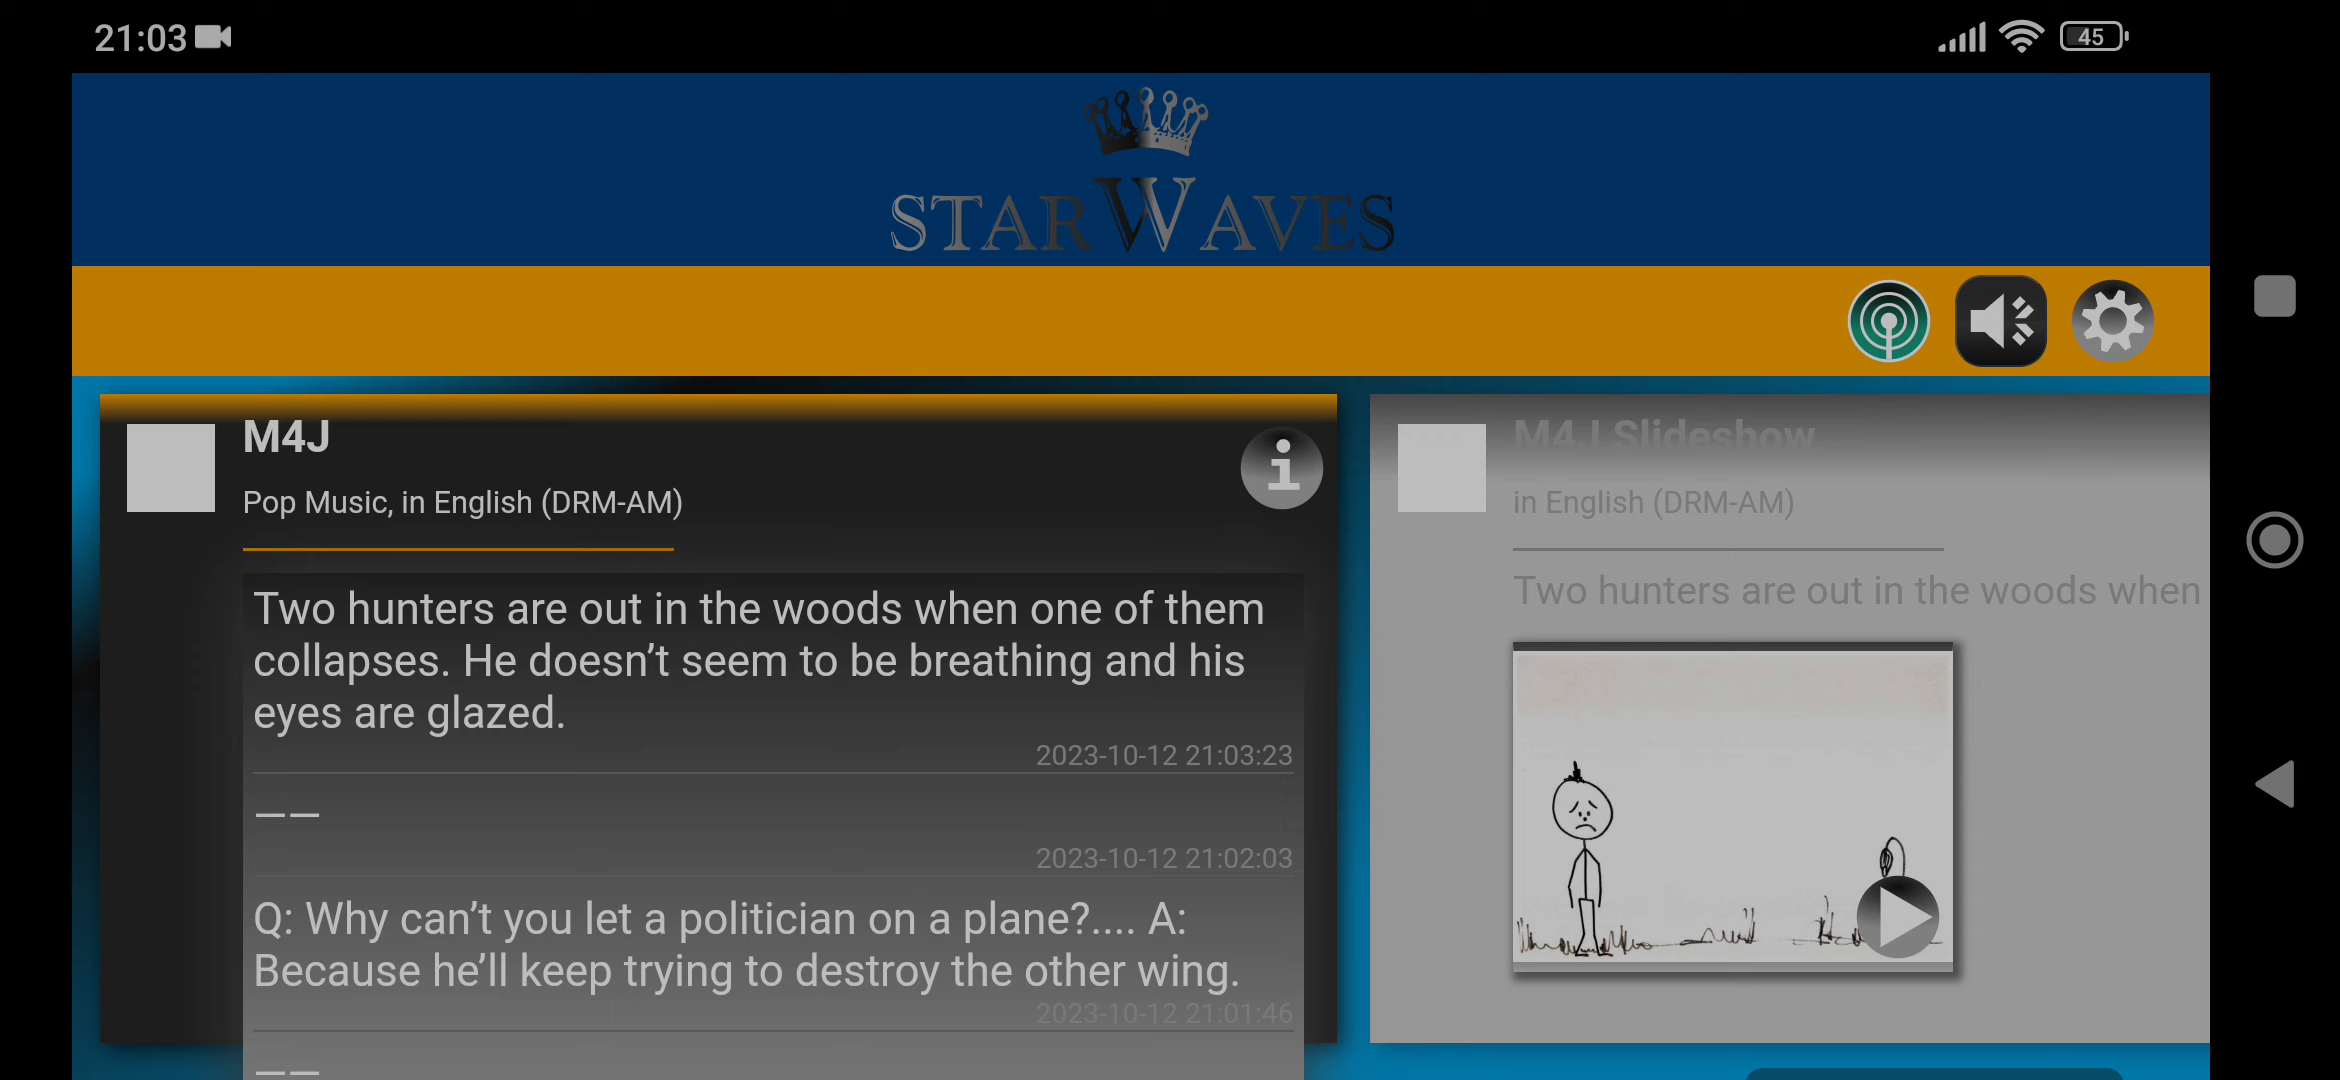 21:03
45
STARWAVES
M4J
Pop Music, in English (DRM-AM)
Two hunters are out in the woods when one of them
collapses. He doesn’t seem to be breathing and his
eyes are glazed.
2023-10-12 21:03:23
——
2023-10-12 21:02:03
Q: Why can’t you let a politician on a plane?.... A:
Because he’ll keep trying to destroy the other wing.
2023-10-12 21:01:46
——
M4J Slideshow
in English (DRM-AM)
Two hunters are out in the woods when